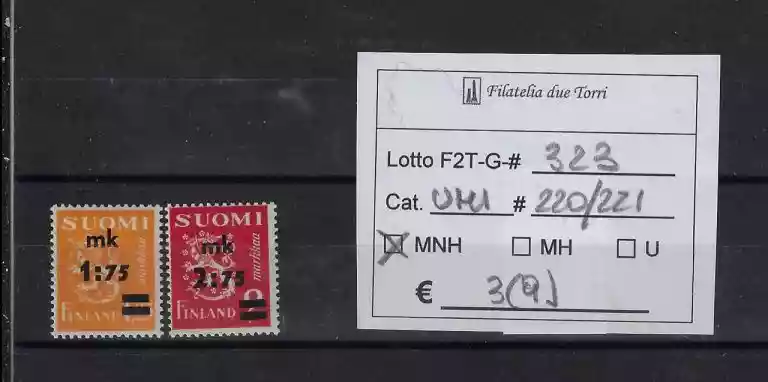 SUOMI
mk
1:75
markkaa
FINLAND
SUOMI
mk
2:75
markkaa
FINLAND
Filatelia due Torri
Lotto F2T-G-# 323
Cat. UNI # 220/221
MNH MH U
€ 3(9)